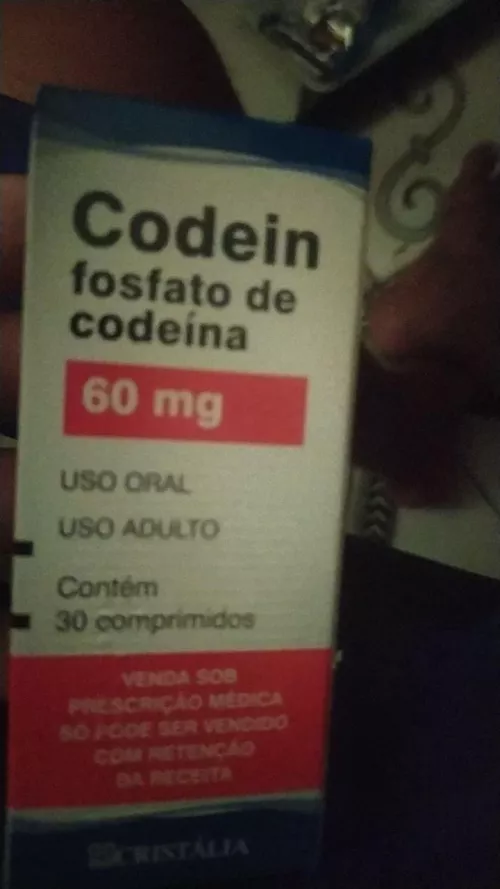 Codein
fosfato de
codeína
60 mg
USO ORAL
USO ADULTO
Contém
30 comprimidos
VENDA SOB
PRESCRIÇÃO MÉDICA
SÓ PODE SER VENDIDO
COM RETENÇÃO
DA RECEITA
CRISTÁLIA